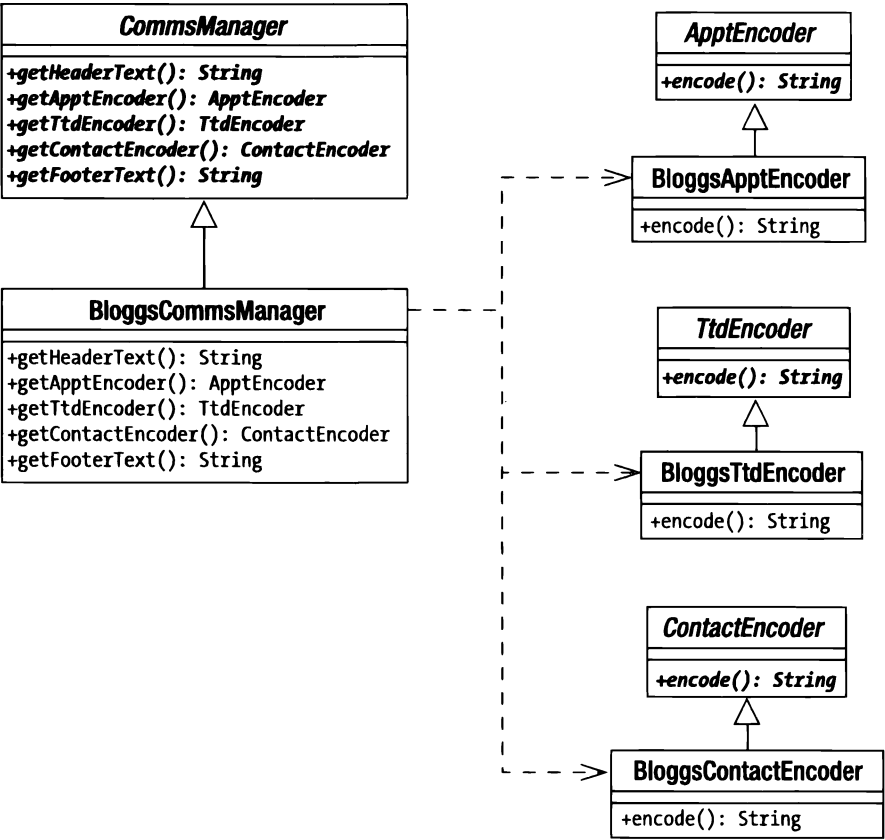 CommsManager
+getHeaderText(): String
+getApptEncoder(): ApptEncoder
+getTtdEncoder(): TtdEncoder
+getContactEncoder(): ContactEncoder
+getFooterText(): String
BloggsCommsManager
+getHeaderText(): String
+getApptEncoder(): ApptEncoder
+getTtdEncoder(): TtdEncoder
+getContactEncoder(): ContactEncoder
+getFooterText(): String
ApptEncoder
+encode(): String
BloggsApptEncoder
+encode(): String
TtdEncoder
+encode(): String
BloggsTtdEncoder
+encode(): String
ContactEncoder
+encode(): String
BloggsContactEncoder
+encode(): String